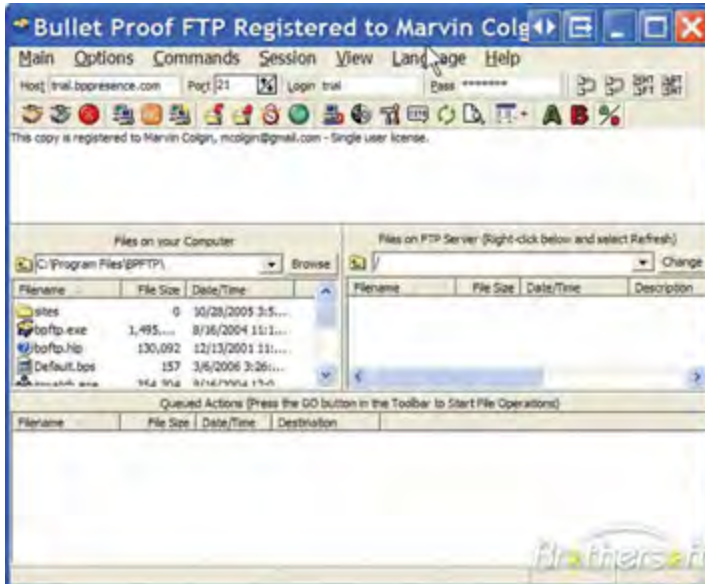 Bullet Proof FTP Registered to Marvin Colg
Main Options Commands Session View Language Help
Host trial.bppresence.com Port 21 Login trial Pass *******
This copy is registered to Marvin Colgin, mcolgin@gmail.com - Single user license.
Files on your Computer
C:\Program Files\BPFTP\ Browse
Filename File Size Date/Time
sites 0 10/28/2005 3:5...
bpftp.exe 1,495,... 8/16/2004 11:1...
bpftp.hlp 130,092 12/13/2001 11:...
Default.bps 157 3/6/2006 3:26:...
Files on FTP Server (Right-click below and select Refresh)
/ Change
Filename File Size Date/Time Description
Queued Actions (Press the GO button in the Toolbar to Start File Operations)
Filename File Size Date/Time Destination
Brothersoft